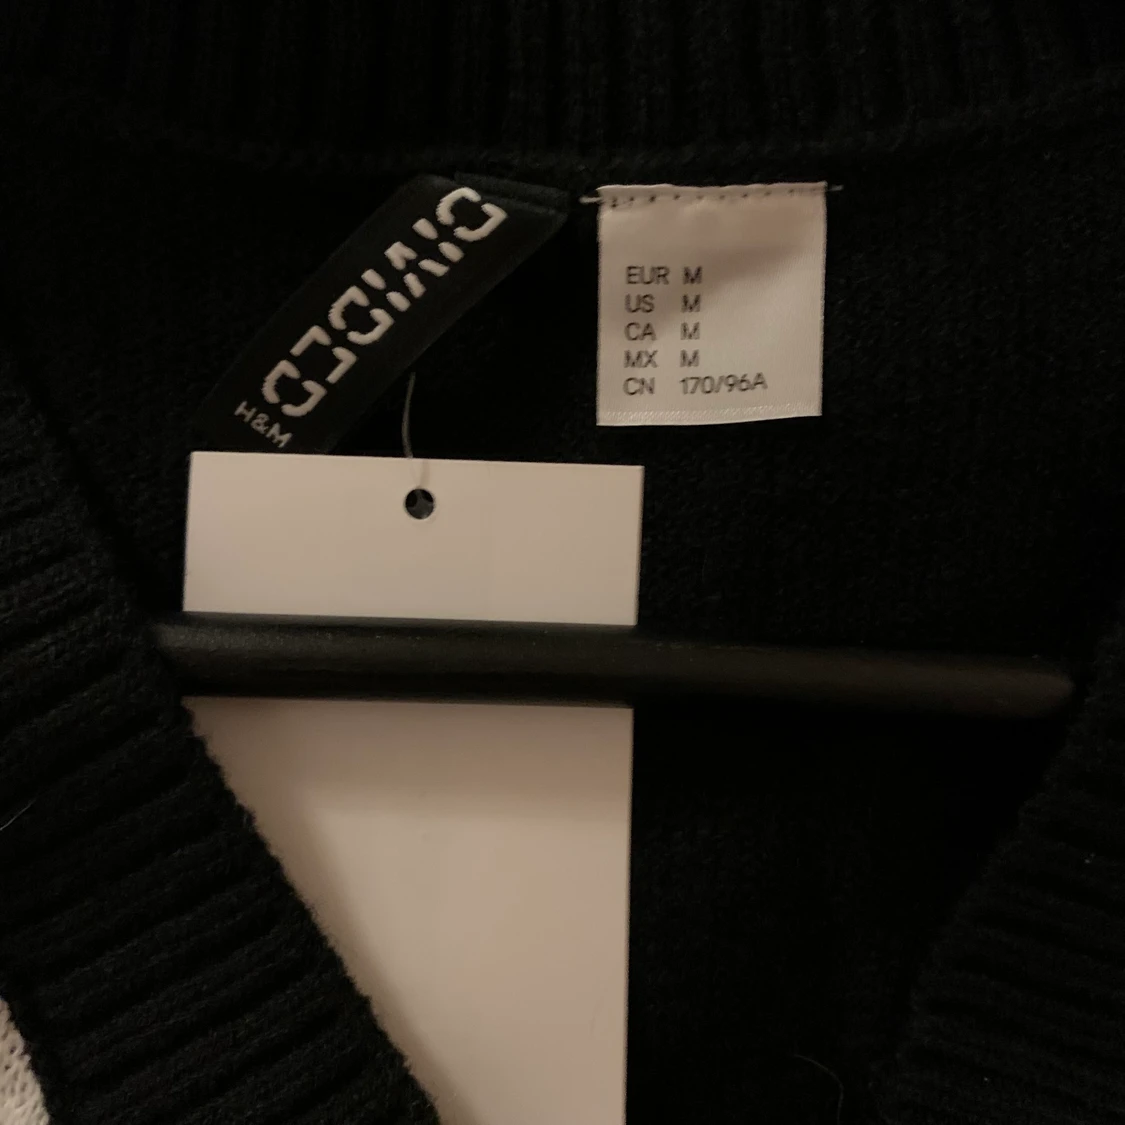 DIVIDED
H&M
EUR M
US M
CA M
MX M
CN 170/96A